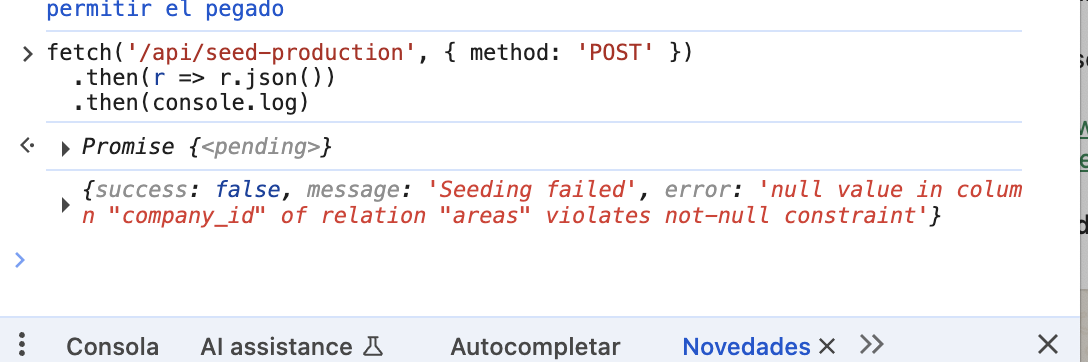 permitir el pegado
fetch('/api/seed-production', { method: 'POST' })
.then(r => r.json())
.then(console.log)
Promise {<pending>}
{success: false, message: 'Seeding failed', error: 'null value in colum
n "company_id" of relation "areas" violates not-null constraint'}
Consola AI assistance Autocompletar Novedades